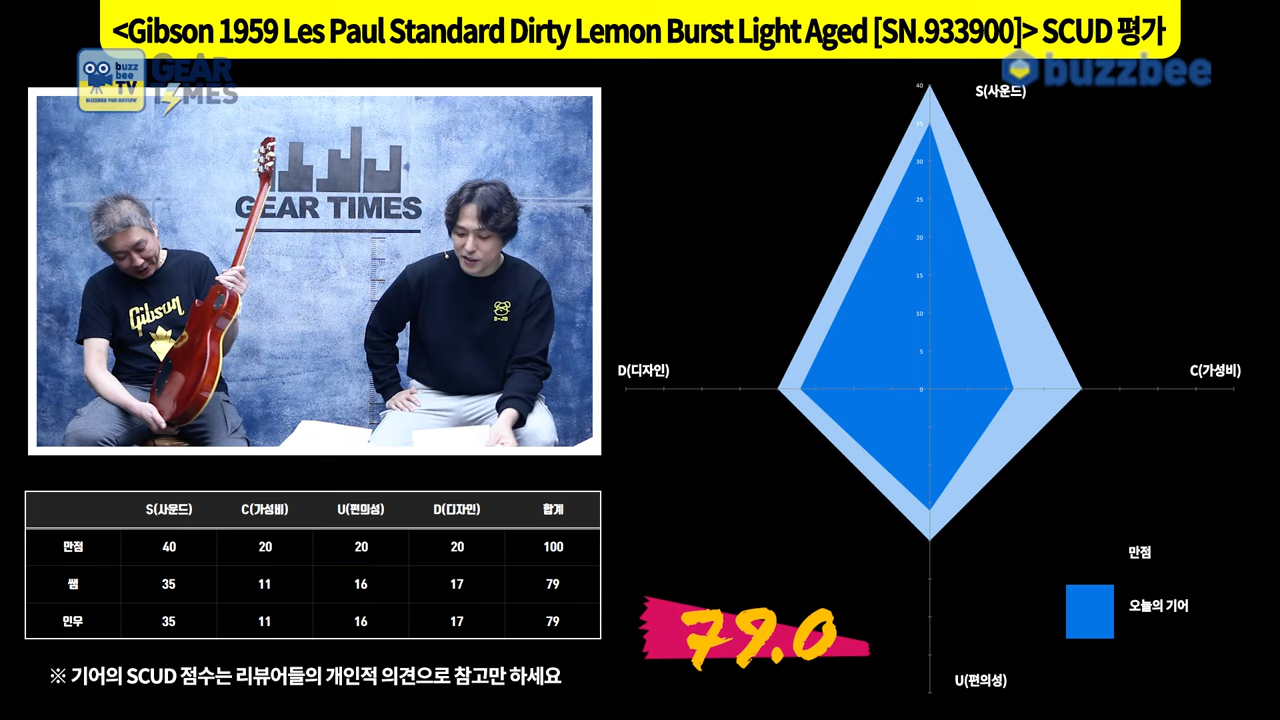 <Gibson 1959 Les Paul Standard Dirty Lemon Burst Light Aged [SN.933900]> SCUD 평가
buzz
bee
TV
BUZZBEE VOD REVIEW
GEAR
TIMES
buzzbee
GEAR TIMES
Gibson
B-JB
S(사운드)
40
35
30
25
20
15
10
5
0
D(디자인)
C(가성비)
U(편의성)
만점
오늘의 기어
S(사운드) C(가성비) U(편의성) D(디자인) 합계
만점 40 20 20 20 100
쌤 35 11 16 17 79
민우 35 11 16 17 79
79.0
※ 기어의 SCUD 점수는 리뷰어들의 개인적 의견으로 참고만 하세요